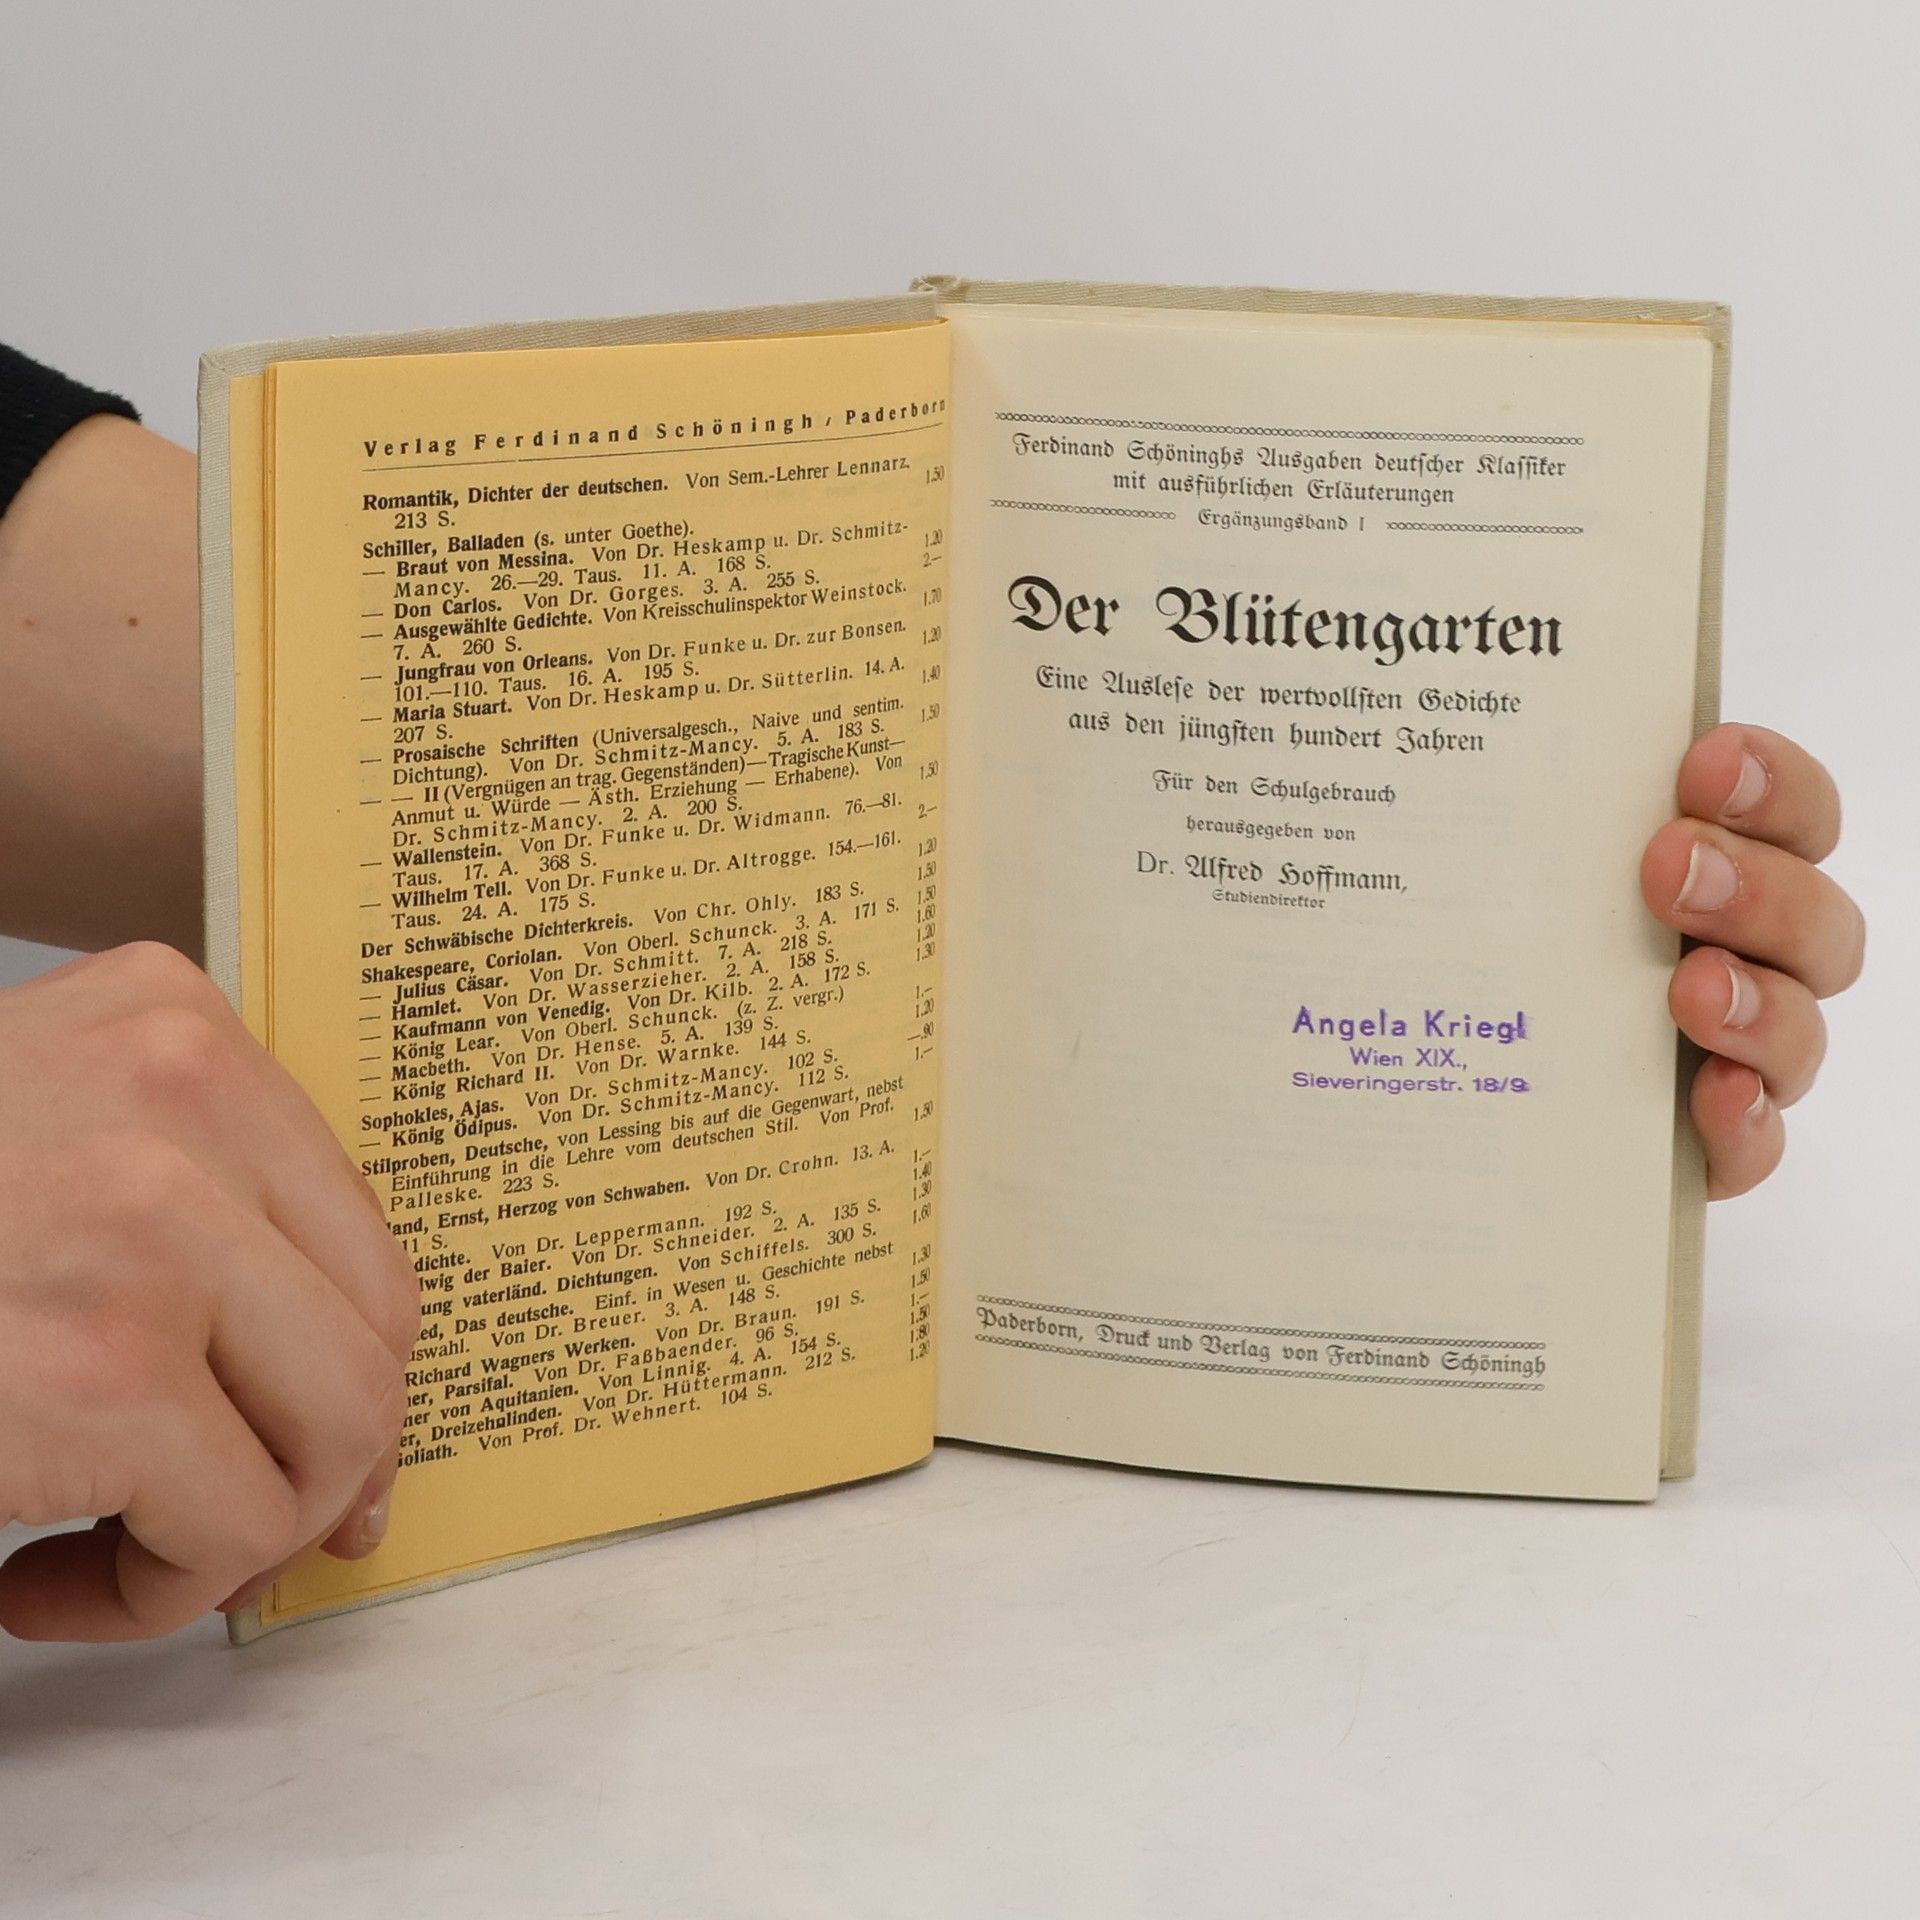 Verlag Ferdinand Schöningh / Paderborn
Romantik, Dichter der deutschen. Von Sem.-Lehrer Lennarz.
213 S. 1.50
Schiller, Balladen (s. unter Goethe).
— Braut von Messina. Von Dr. Heskamp u. Dr. Schmitz-
Mancy. 26.—29. Taus. 11. A. 168 S. 1.20
— Don Carlos. Von Dr. Gorges. 3. A. 255 S. 2.—
— Ausgewählte Gedichte. Von Kreisschulinspektor Weinstock.
7. A. 260 S. 1.70
— Jungfrau von Orleans. Von Dr. Funke u. Dr. zur Bonsen.
101.—110. Taus. 16. A. 195 S. 1.20
— Maria Stuart. Von Dr. Heskamp u. Dr. Sütterlin. 14. A.
207 S. 1.40
— Prosaische Schriften (Universalgesch., Naive und sentim.
Dichtung). Von Dr. Schmitz-Mancy. 5. A. 183 S. 1.50
— — II (Vergnügen an trag. Gegenständen)—Tragische Kunst—
Anmut u. Würde — Ästh. Erziehung — Erhabene). Von
Dr. Schmitz-Mancy. 2. A. 200 S. 1.50
— Wallenstein. Von Dr. Funke u. Dr. Widmann. 76.—81.
Taus. 17. A. 368 S. 2.—
— Wilhelm Tell. Von Dr. Funke u. Dr. Altrogge. 154.—161.
Taus. 24. A. 175 S. 1.20
Der Schwäbische Dichterkreis. Von Chr. Ohly. 183 S. 1.50
Shakespeare, Coriolan. Von Oberl. Schunck. 3. A. 171 S. 1.50
— Julius Cäsar. Von Dr. Schmitt. 7. A. 218 S. 1.60
— Hamlet. Von Dr. Wasserzieher. 2. A. 158 S. 1.20
— Kaufmann von Venedig. Von Dr. Kilb. 2. A. 172 S. 1.30
— König Lear. Von Oberl. Schunck. (z. Z. vergr.)
— Macbeth. Von Dr. Hense. 5. A. 139 S. 1.—
— König Richard II. Von Dr. Warnke. 144 S. 1.20
Sophokles, Ajas. Von Dr. Schmitz-Mancy. 102 S. —.90
— König Ödipus. Von Dr. Schmitz-Mancy. 112 S. 1.—
Stilproben, Deutsche, von Lessing bis auf die Gegenwart, nebst
Einführung in die Lehre vom deutschen Stil. Von Prof.
Palleske. 223 S. 1.50
land, Ernst, Herzog von Schwaben. Von Dr. Crohn. 13. A.
11 S. 1.—
dichte. Von Dr. Leppermann. 192 S. 1.40
lwig der Baier. Von Dr. Schneider. 2. A. 135 S. 1.30
ung vaterländ. Dichtungen. Von Schiffels. 300 S. 1.60
ed, Das deutsche. Einf. in Wesen u. Geschichte nebst
uswahl. Von Dr. Breuer. 3. A. 148 S. 1.30
Richard Wagners Werken. Von Dr. Braun. 191 S. 1.50
ner, Parsifal. Von Dr. Faßbaender. 96 S. 1.—
her von Aquitanien. Von Linnig. 4. A. 154 S. 1.50
er, Dreizehnlinden. Von Dr. Hüttermann. 212 S. 1.80
Goliath. Von Prof. Dr. Wehnert. 104 S. 1.20
Ferdinand Schöninghs Ausgaben deutscher Klassiker
mit ausführlichen Erläuterungen
Ergänzungsband I
Der Blütengarten
Eine Auslese der wertvollsten Gedichte
aus den jüngsten hundert Jahren
Für den Schulgebrauch
herausgegeben von
Dr. Alfred Hoffmann,
Studiendirektor
Angela Kriegl
Wien XIX.,
Sieveringerstr. 18/9
Paderborn, Druck und Verlag von Ferdinand Schöningh